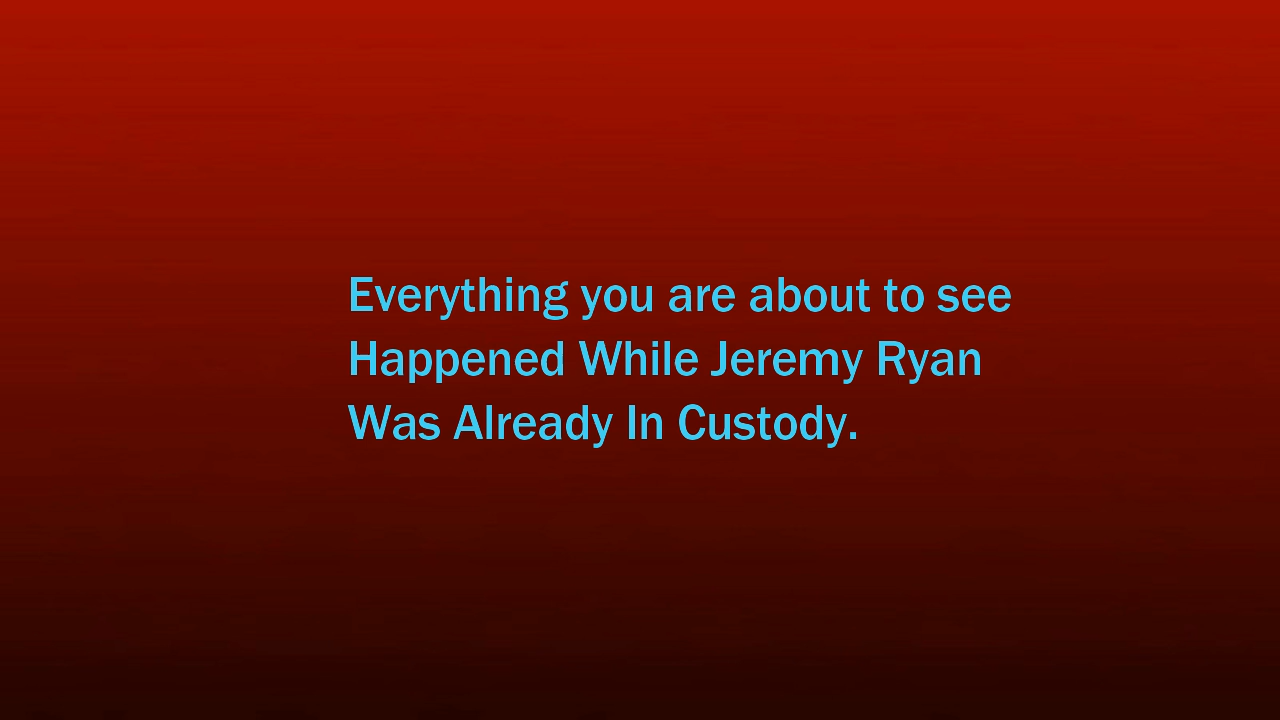 Everything you are about to see
Happened While Jeremy Ryan
Was Already In Custody.